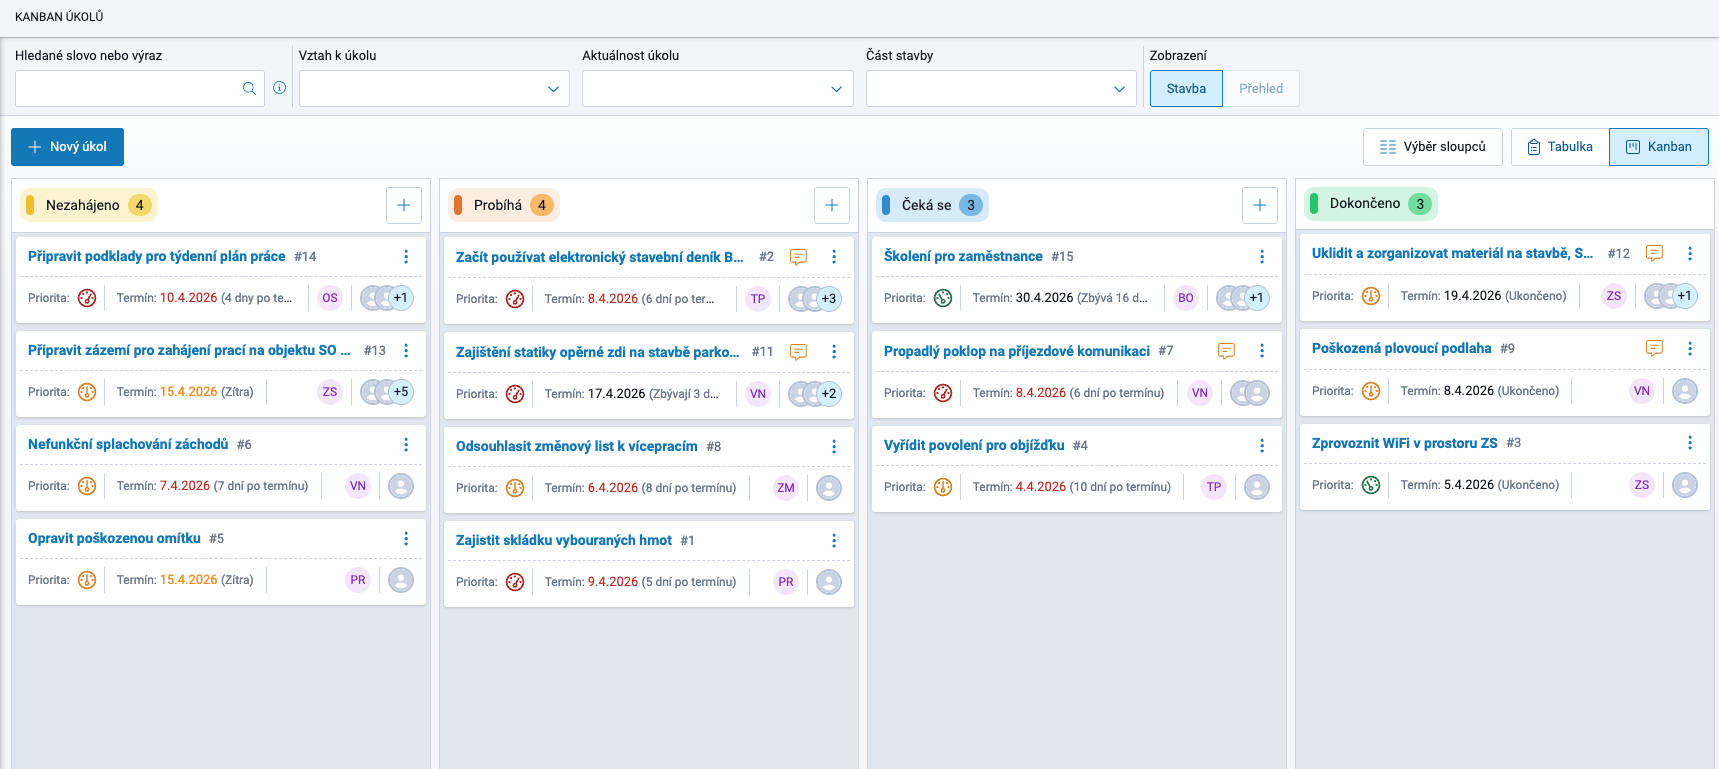 KANBAN ÚKOLŮ
Hledané slovo nebo výraz
Vztah k úkolu
Aktuálnost úkolu
Část stavby
Zobrazení
Stavba
Přehled
Nový úkol
Výběr sloupců
Tabulka
Kanban
Nezahájeno 4
Připravit podklady pro týdenní plán práce #14
Priorita: Termín: 10.4.2026 (4 dny po te... OS +1
Připravit zázemí pro zahájení prací na objektu SO ... #13
Priorita: Termín: 15.4.2026 (Zítra) ZS +5
Nefunkční splachování záchodů #6
Priorita: Termín: 7.4.2026 (7 dní po termínu) VN
Opravit poškozenou omítku #5
Priorita: Termín: 15.4.2026 (Zítra) PR
Probíhá 4
Začít používat elektronický stavební deník B... #2
Priorita: Termín: 8.4.2026 (6 dní po ter... TP +3
Zajištění statiky opěrné zdi na stavbě parko... #11
Priorita: Termín: 17.4.2026 (Zbývají 3 d... VN +2
Odsouhlasit změnový list k vícepracím #8
Priorita: Termín: 6.4.2026 (8 dní po termínu) ZM
Zajistit skládku vybouraných hmot #1
Priorita: Termín: 9.4.2026 (5 dní po termínu) PR
Čeká se 3
Školení pro zaměstnance #15
Priorita: Termín: 30.4.2026 (Zbývá 16 d... BO +1
Propadlý poklop na příjezdové komunikaci #7
Priorita: Termín: 8.4.2026 (6 dní po termínu) VN
Vyřídit povolení pro objížďku #4
Priorita: Termín: 4.4.2026 (10 dní po termínu) TP
Dokončeno 3
Uklidit a zorganizovat materiál na stavbě, S... #12
Priorita: Termín: 19.4.2026 (Ukončeno) ZS +1
Poškozená plovoucí podlaha #9
Priorita: Termín: 8.4.2026 (Ukončeno) VN
Zprovoznit WiFi v prostoru ZS #3
Priorita: Termín: 5.4.2026 (Ukončeno) ZS